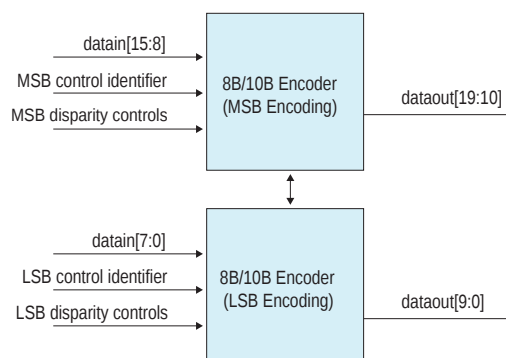 datain[15:8]
MSB control identifier
MSB disparity controls
8B/10B Encoder
(MSB Encoding)
dataout[19:10]
datain[7:0]
LSB control identifier
LSB disparity controls
8B/10B Encoder
(LSB Encoding)
dataout[9:0]